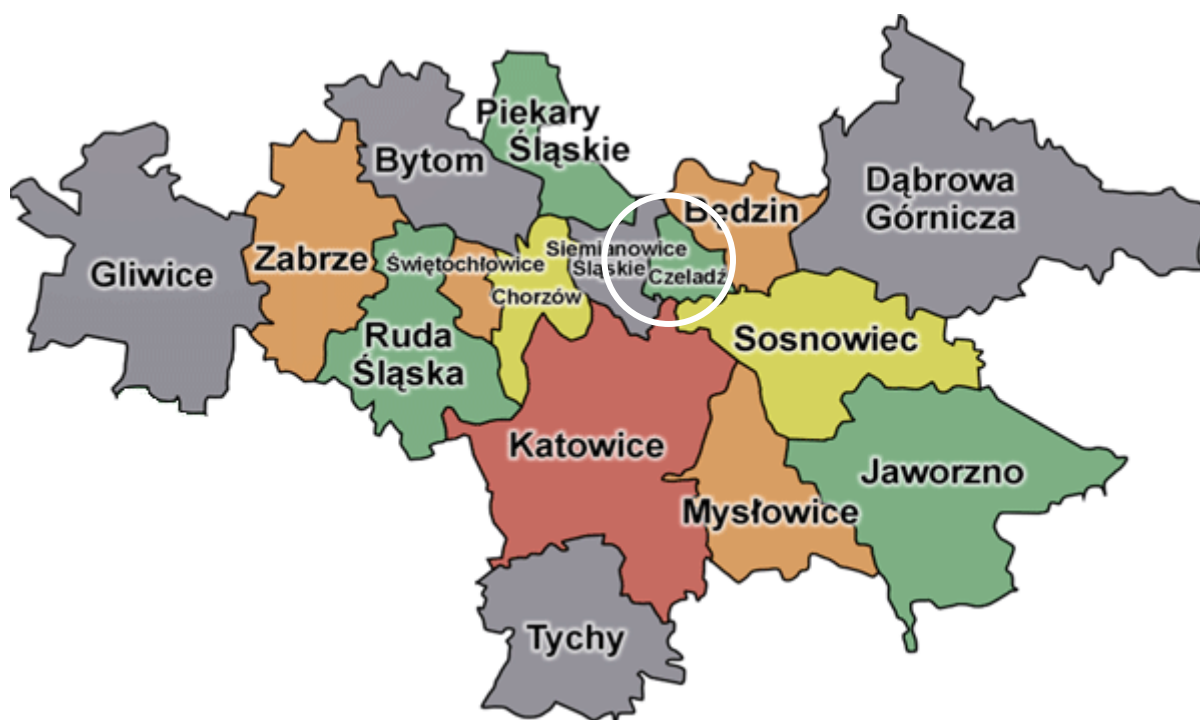 Piekary
Śląskie
Bytom
Dąbrowa
Górnicza
Będzin
Gliwice
Zabrze
Świętochłowice
Siemianowice
Śląskie
Czeladź
Chorzów
Ruda
Śląska
Sosnowiec
Katowice
Jaworzno
Mysłowice
Tychy